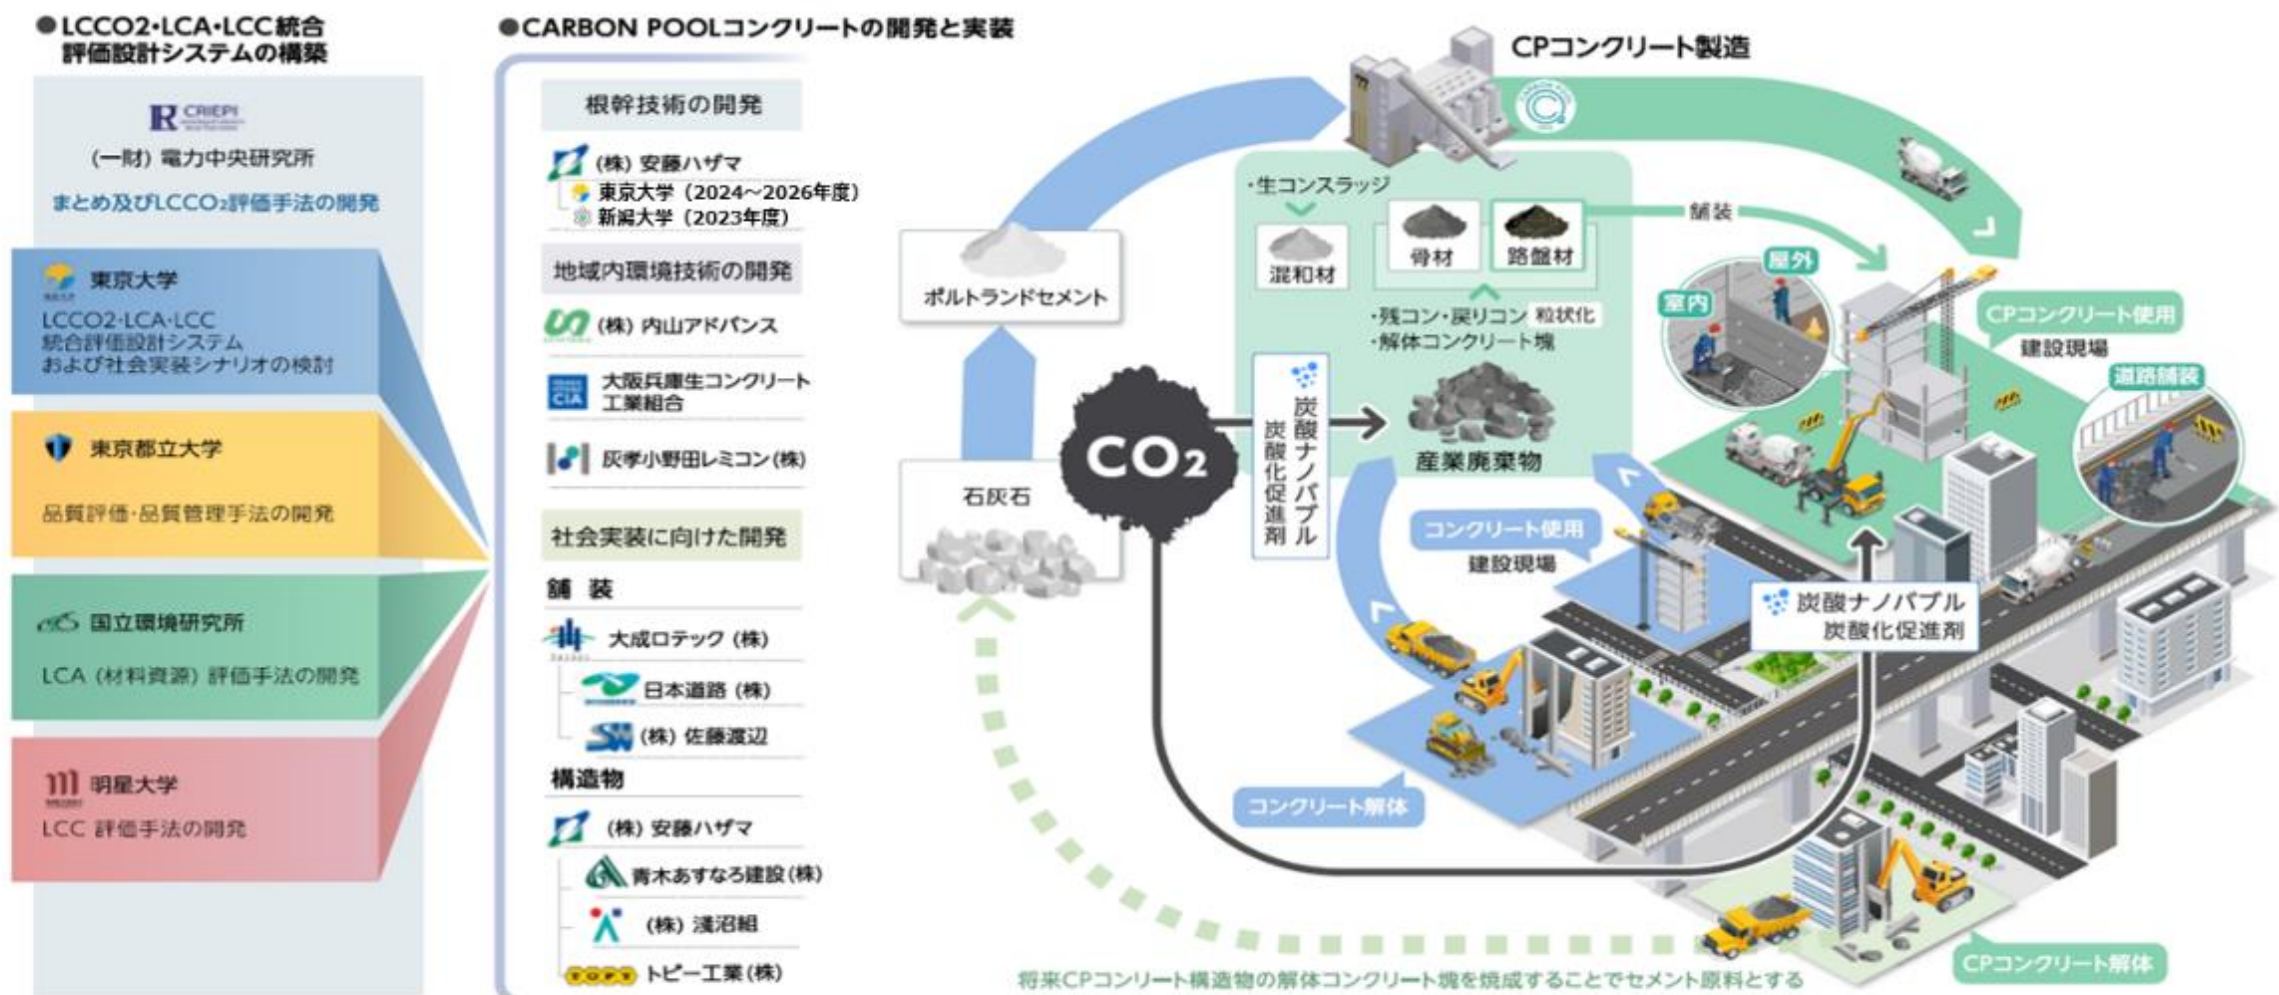 ●LCCO2・LCA・LCC統合
評価設計システムの構築
CRIEPI
(一財) 電力中央研究所
まとめ及びLCCO₂評価手法の開発
東京大学
LCCO2・LCA・LCC
統合評価設計システム
および社会実装シナリオの検討
東京都立大学
品質評価・品質管理手法の開発
国立環境研究所
LCA (材料資源) 評価手法の開発
明星大学
LCC 評価手法の開発
●CARBON POOLコンクリートの開発と実装
根幹技術の開発
(株) 安藤ハザマ
東京大学（2024～2026年度）
新潟大学（2023年度）
地域内環境技術の開発
(株) 内山アドバンス
CIA
大阪兵庫生コンクリート
工業組合
灰孝小野田レミコン(株)
社会実装に向けた開発
舗 装
大成ロテック (株)
日本道路 (株)
(株) 佐藤渡辺
構造物
(株) 安藤ハザマ
青木あすなろ建設(株)
(株) 淺沼組
TOPY
トピー工業(株)
CPコンクリート製造
CARBON POOL
・生コンスラッジ
混和材
骨材
路盤材
舗装
・残コン・戻りコン 粒状化
・解体コンクリート塊
産業廃棄物
ポルトランドセメント
石灰石
CO₂
炭酸ナノバブル
炭酸化促進剤
屋外
室内
CPコンクリート使用
建設現場
道路舗装
コンクリート使用
建設現場
炭酸ナノバブル
炭酸化促進剤
コンクリート解体
CPコンクリート解体
将来CPコンリート構造物の解体コンクリート塊を焼成することでセメント原料とする